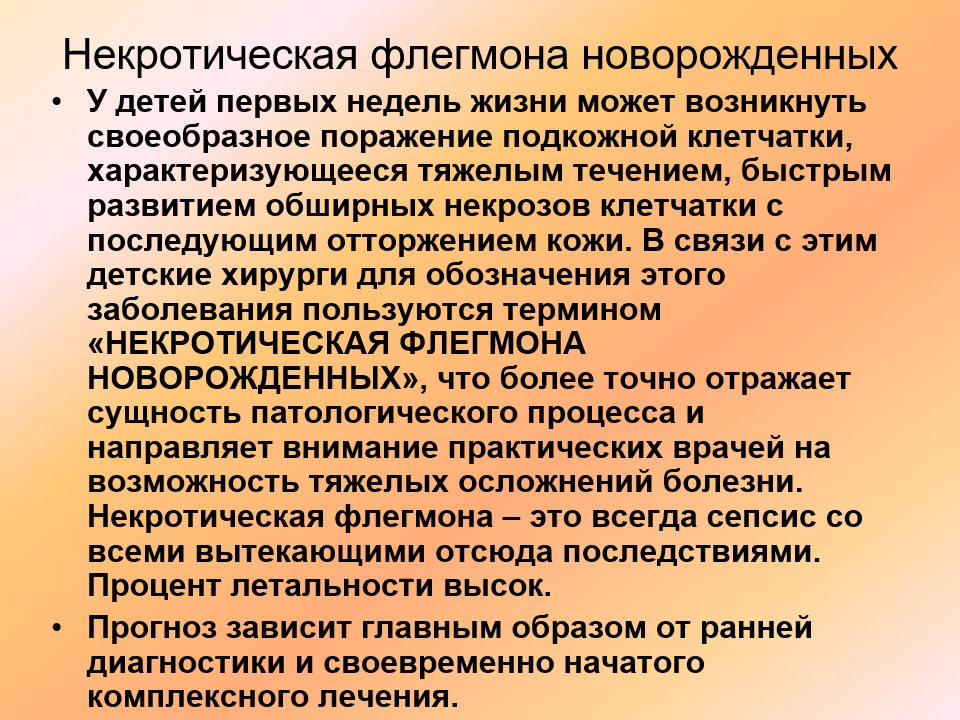 Некротическая флегмона новорожденных
• У детей первых недель жизни может возникнуть
своеобразное поражение подкожной клетчатки,
характеризующееся тяжелым течением, быстрым
развитием обширных некрозов клетчатки с
последующим отторжением кожи. В связи с этим
детские хирурги для обозначения этого
заболевания пользуются термином
«НЕКРОТИЧЕСКАЯ ФЛЕГМОНА
НОВОРОЖДЕННЫХ», что более точно отражает
сущность патологического процесса и
направляет внимание практических врачей на
возможность тяжелых осложнений болезни.
Некротическая флегмона – это всегда сепсис со
всеми вытекающими отсюда последствиями.
Процент летальности высок.
• Прогноз зависит главным образом от ранней
диагностики и своевременно начатого
комплексного лечения.